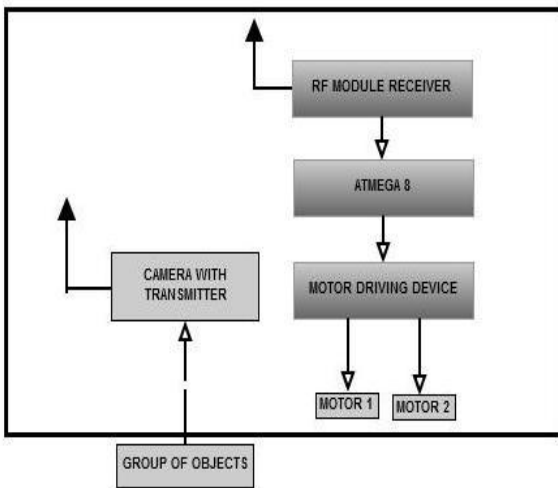 RF MODULE RECEIVER
ATMEGA 8
CAMERA WITH
TRANSMITTER
MOTOR DRIVING DEVICE
MOTOR 1
MOTOR 2
GROUP OF OBJECTS